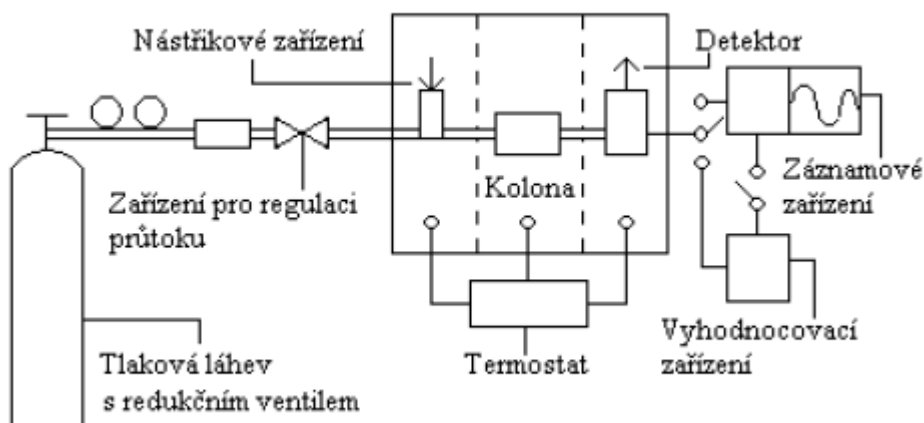 Nástřikové zařízení
Detektor
Zařízení pro regulaci
průtoku
Kolona
Záznamové
zařízení
Tlaková láhev
s redukčním ventilem
Termostat
Vyhodnocovací
zařízení